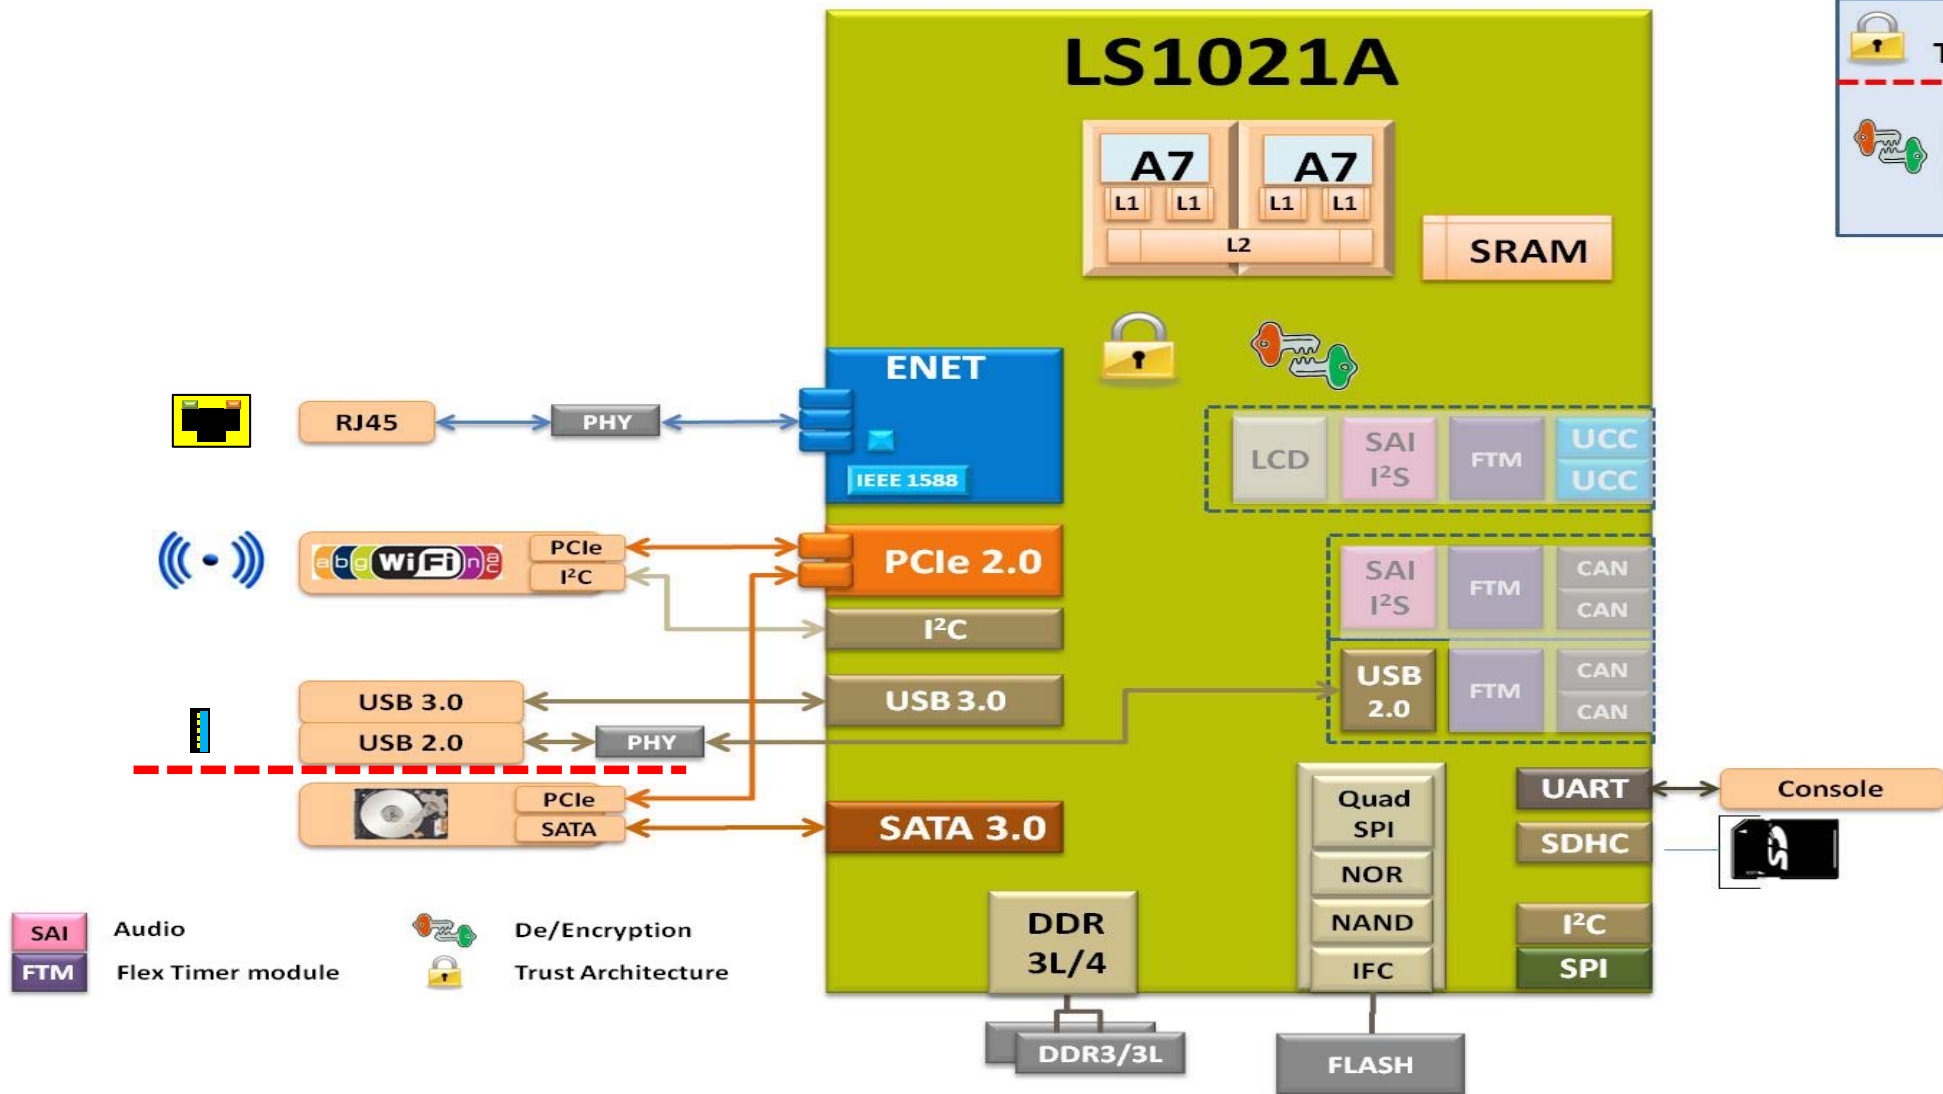 LS1021A
T
A7
A7
L1 L1
L1 L1
L2
SRAM
ENET
IEEE 1588
RJ45
PHY
LCD
SAI
I²S
FTM
UCC
UCC
abg WiFi n ac
PCIe
I²C
PCIe 2.0
I²C
SAI
I²S
FTM
CAN
CAN
USB 3.0
USB 3.0
USB 2.0
PHY
USB
2.0
FTM
CAN
CAN
PCIe
SATA
SATA 3.0
Quad
SPI
NOR
NAND
IFC
UART
Console
SDHC
SD
I²C
SPI
DDR
3L/4
DDR3/3L
FLASH
SAI Audio
FTM Flex Timer module
De/Encryption
Trust Architecture